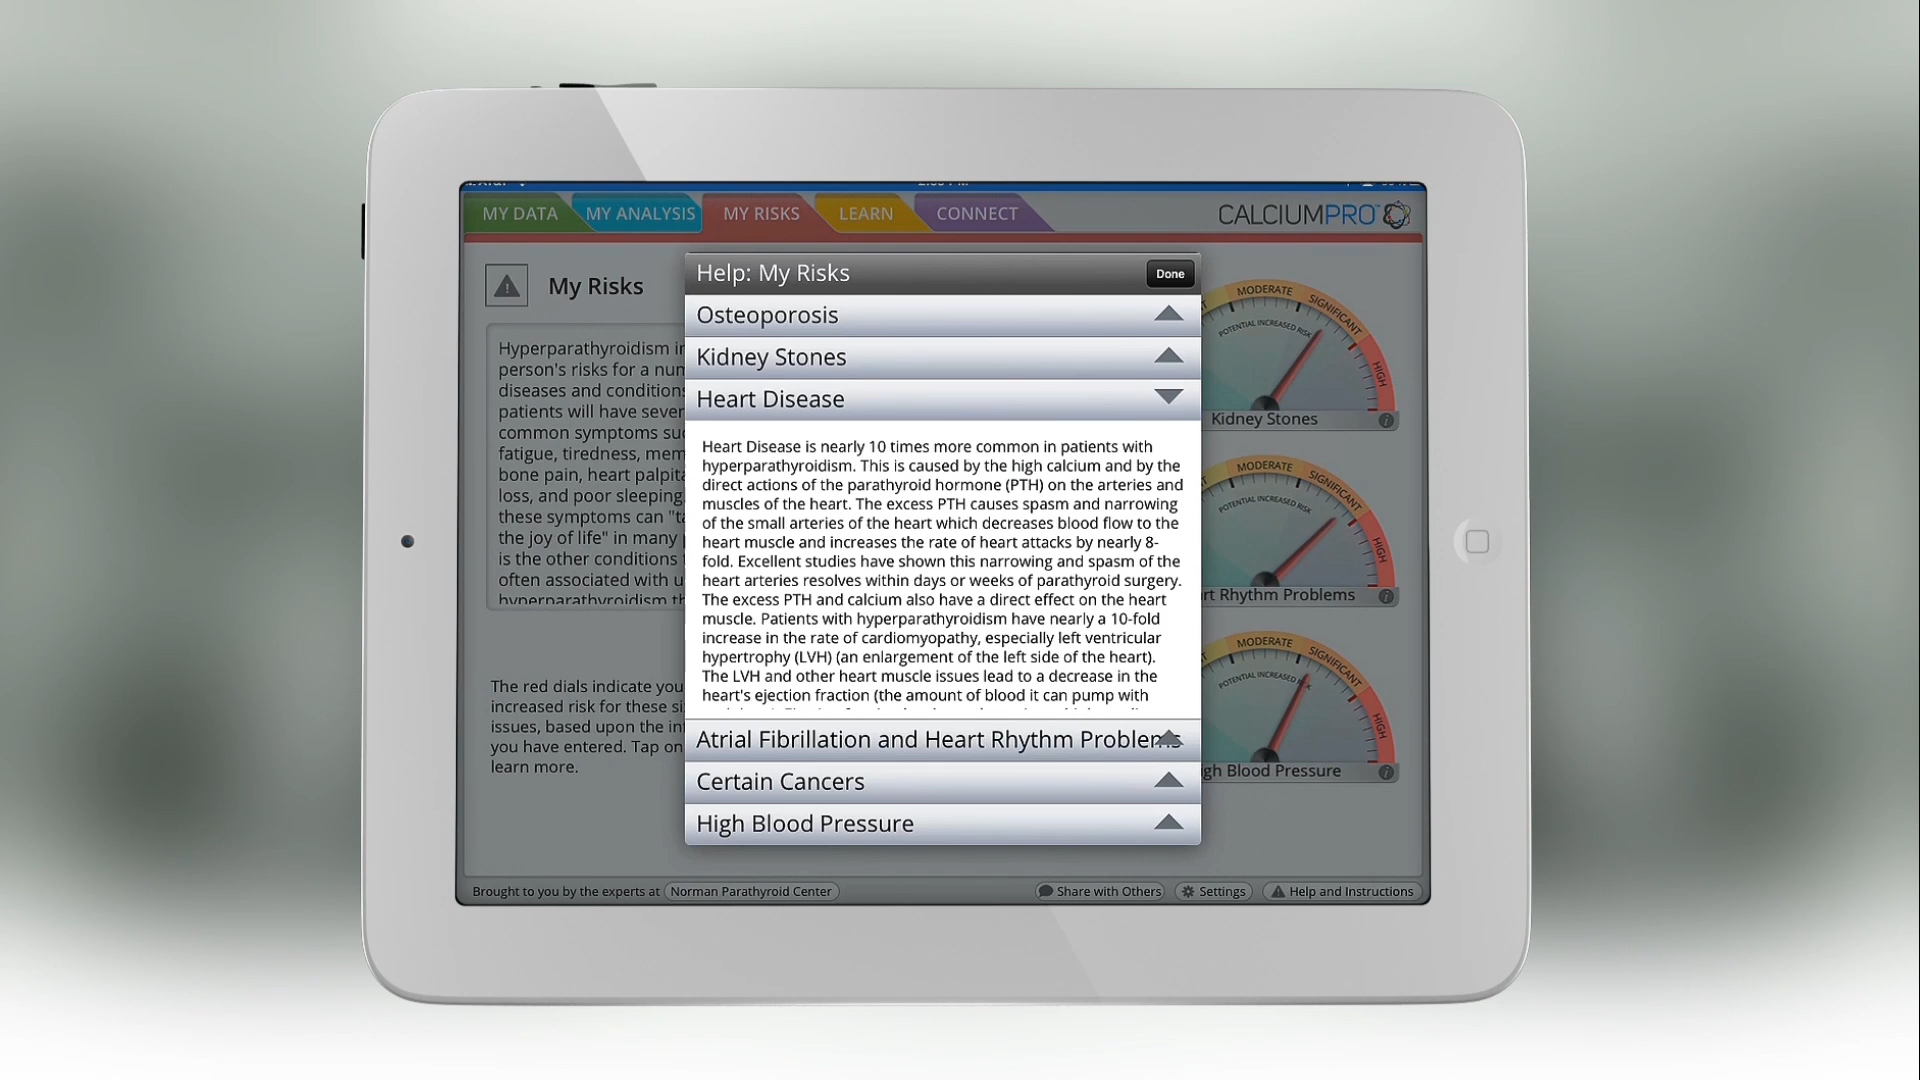 MY DATA
MY ANALYSIS
MY RISKS
LEARN
CONNECT
CALCIUMPRO
My Risks
Hyperparathyroidism
person's risks for a
diseases and
patients will have
common symptoms
fatigue, tiredness,
bone pain, heart
loss, and poor sleeping
these symptoms can
the joy of life" in many
is the other conditions
often associated with
hyperparathyroidism
The red dials indicate
increased risk for these
issues, based upon the
you have entered. Tap on
learn more.
Help: My Risks
Done
Osteoporosis
Kidney Stones
Heart Disease
Heart Disease is nearly 10 times more common in patients with
hyperparathyroidism. This is caused by the high calcium and by the
direct actions of the parathyroid hormone (PTH) on the arteries and
muscles of the heart. The excess PTH causes spasm and narrowing
of the small arteries of the heart which decreases blood flow to the
heart muscle and increases the rate of heart attacks by nearly 8-
fold. Excellent studies have shown this narrowing and spasm of the
heart arteries resolves within days or weeks of parathyroid surgery.
The excess PTH and calcium also have a direct effect on the heart
muscle. Patients with hyperparathyroidism have nearly a 10-fold
increase in the rate of cardiomyopathy, especially left ventricular
hypertrophy (LVH) (an enlargement of the left side of the heart).
The LVH and other heart muscle issues lead to a decrease in the
heart's ejection fraction (the amount of blood it can pump with
Atrial Fibrillation and Heart Rhythm Problems
Certain Cancers
High Blood Pressure
MODERATE
SIGNIFICANT
HIGH
POTENTIAL INCREASED RISK
Kidney Stones
MODERATE
SIGNIFICANT
HIGH
POTENTIAL INCREASED RISK
Rhythm Problems
MODERATE
SIGNIFICANT
HIGH
POTENTIAL INCREASED RISK
Blood Pressure
Brought to you by the experts at Norman Parathyroid Center
Share with Others
Settings
Help and Instructions